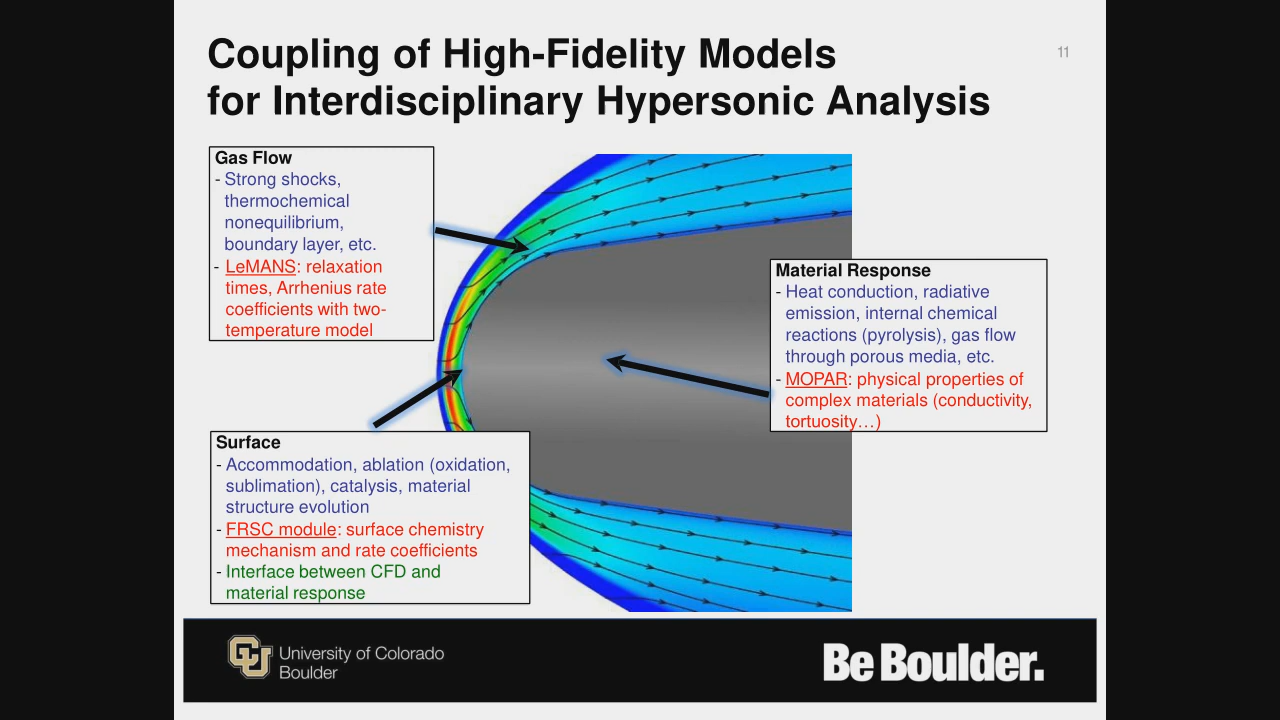 Coupling of High-Fidelity Models
for Interdisciplinary Hypersonic Analysis
11
Gas Flow
- Strong shocks,
thermochemical
nonequilibrium,
boundary layer, etc.
- LeMANS: relaxation
times, Arrhenius rate
coefficients with two-
temperature model
Material Response
- Heat conduction, radiative
emission, internal chemical
reactions (pyrolysis), gas flow
through porous media, etc.
- MOPAR: physical properties of
complex materials (conductivity,
tortuosity…)
Surface
- Accommodation, ablation (oxidation,
sublimation), catalysis, material
structure evolution
- FRSC module: surface chemistry
mechanism and rate coefficients
- Interface between CFD and
material response
CU
University of Colorado
Boulder
Be Boulder.